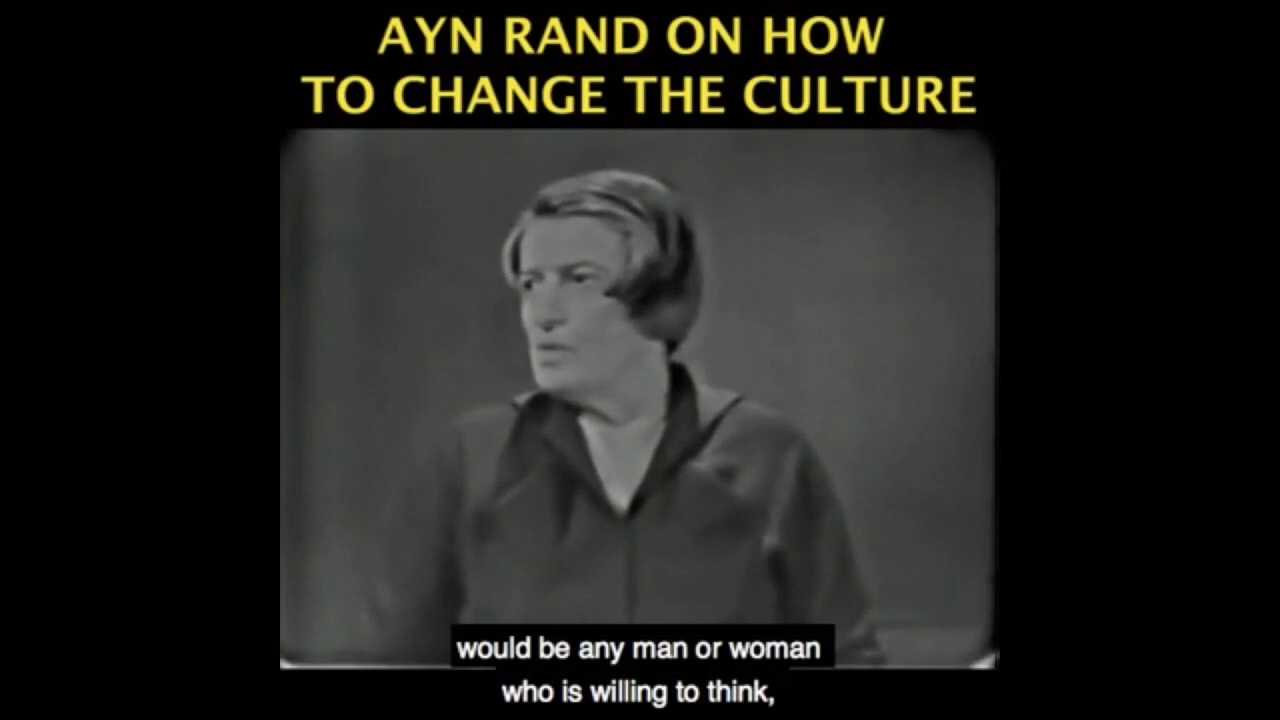 AYN RAND ON HOW
TO CHANGE THE CULTURE
would be any man or woman
who is willing to think,